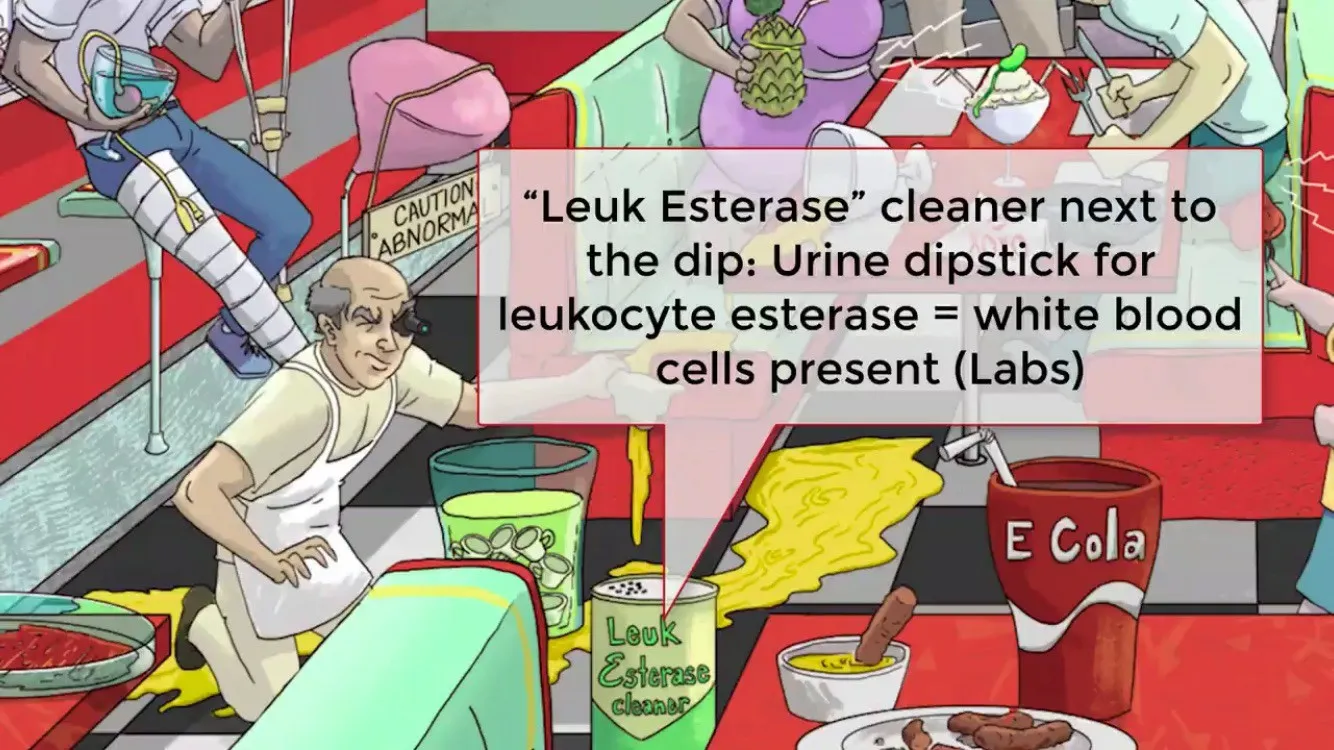 CAUTION
ABNORMA
“Leuk Esterase” cleaner next to
the dip: Urine dipstick for
leukocyte esterase = white blood
cells present (Labs)
E Cola
Leuk
Esterase
cleaner